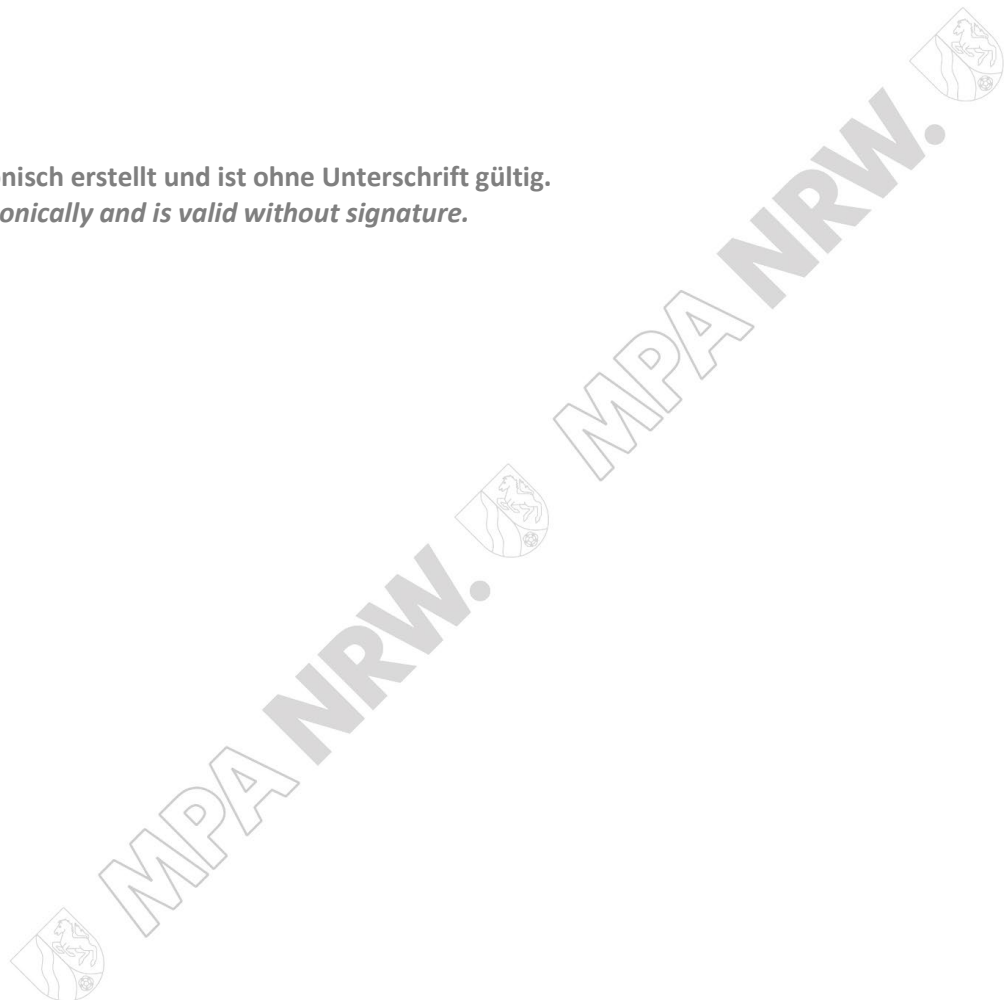 nisch erstellt und ist ohne Unterschrift gültig.
onically and is valid without signature.
MPA NRW.
MPA NRW.